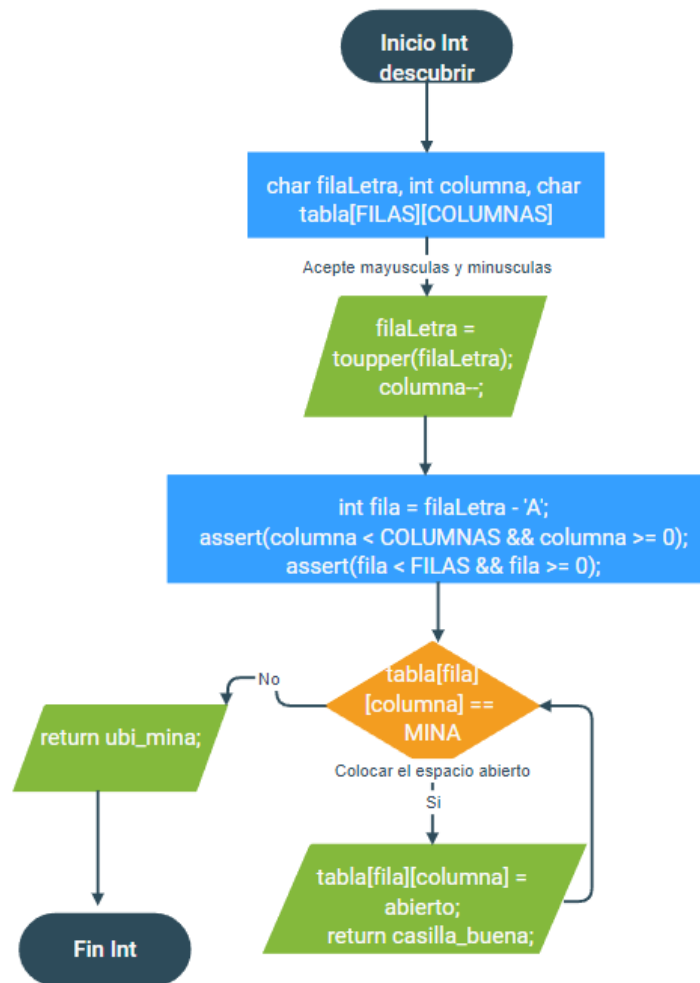 Inicio Int
descubrir
char filaLetra, int columna, char
tabla[FILAS][COLUMNAS]
Acepte mayusculas y minusculas
filaLetra =
toupper(filaLetra);
columna--;
int fila = filaLetra - 'A';
assert(columna < COLUMNAS && columna >= 0);
assert(fila < FILAS && fila >= 0);
tabla[fila]
[columna] ==
MINA
No
return ubi_mina;
Colocar el espacio abierto
Si
tabla[fila][columna] =
abierto;
return casilla_buena;
Fin Int